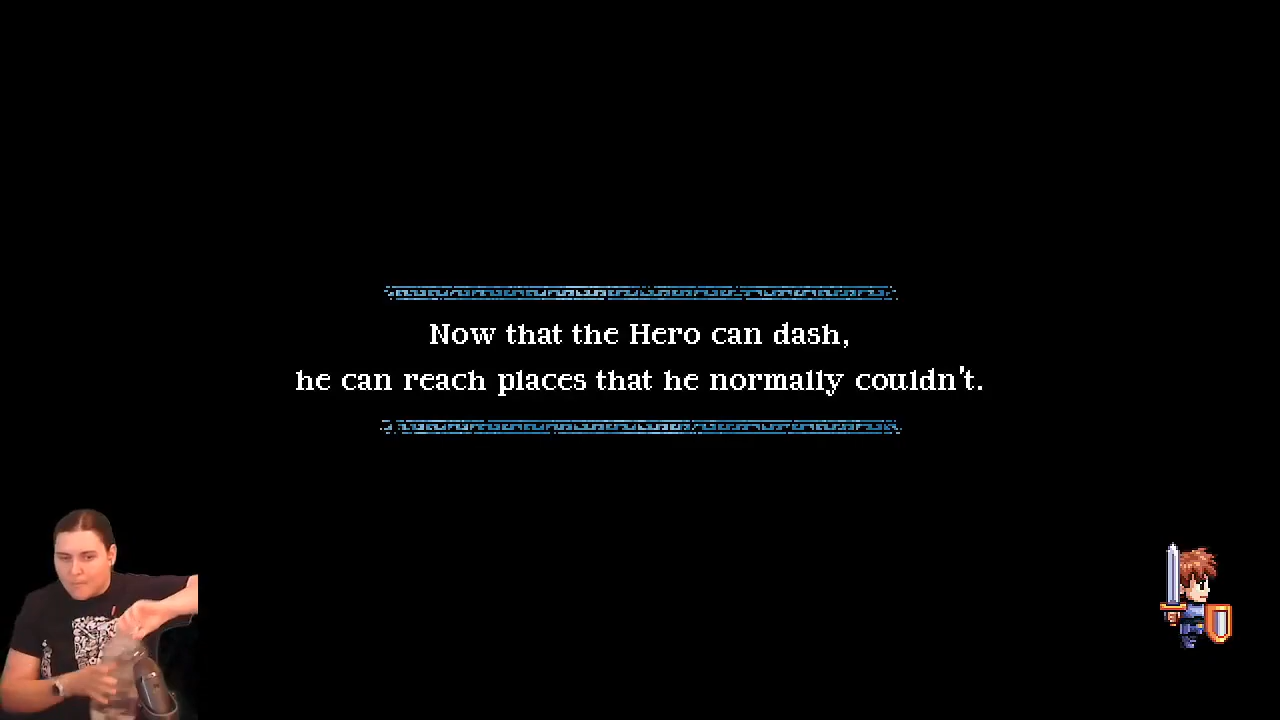 Now that the Hero can dash,
he can reach places that he normally couldn't.